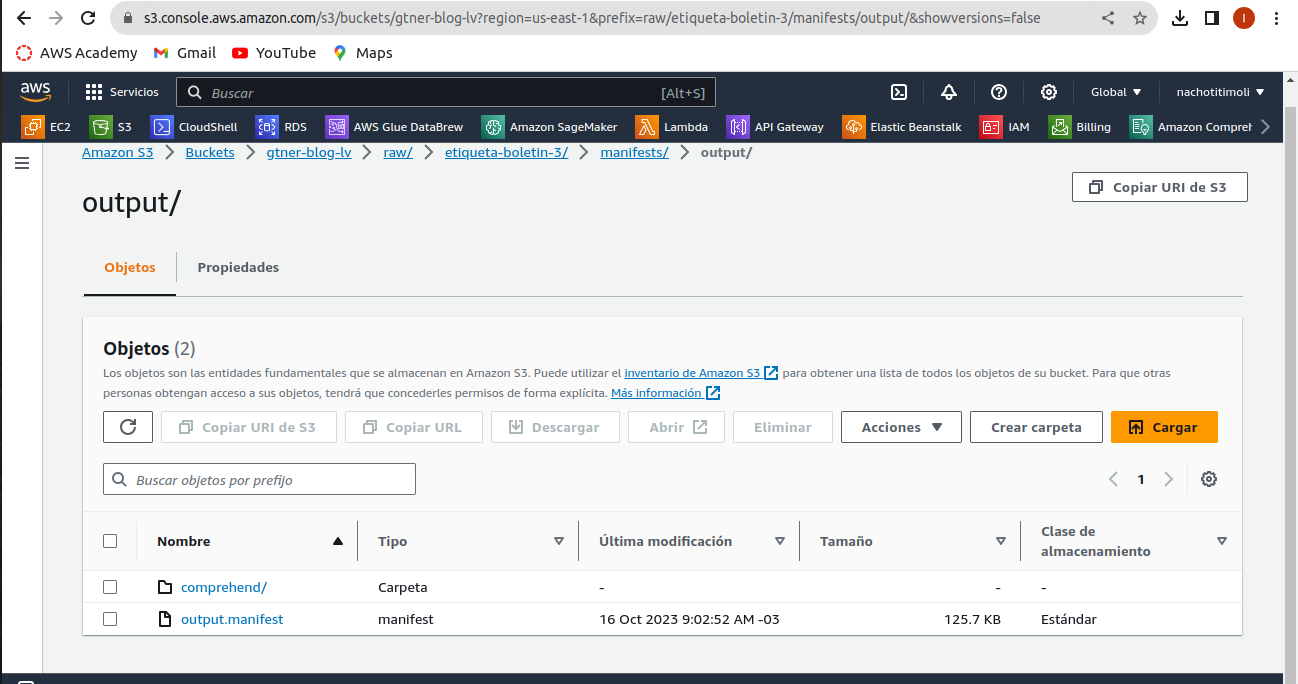 s3.console.aws.amazon.com/s3/buckets/gtner-blog-lv?region=us-east-1&prefix=raw/etiqueta-boletin-3/manifests/output/&showversions=false
I
AWS Academy Gmail YouTube Maps
aws Servicios Buscar [Alt+S] Global nachotitimoli
EC2 S3 CloudShell RDS AWS Glue DataBrew Amazon SageMaker Lambda API Gateway Elastic Beanstalk IAM Billing Amazon Compreh
Amazon S3 Buckets gtner-blog-lv raw/ etiqueta-boletin-3/ manifests/ output/
output/
Copiar URI de S3
Objetos Propiedades
Objetos (2)
Los objetos son las entidades fundamentales que se almacenan en Amazon S3. Puede utilizar el inventario de Amazon S3 para obtener una lista de todos los objetos de su bucket. Para que otras
personas obtengan acceso a sus objetos, tendrá que concederles permisos de forma explícita. Más información
Copiar URI de S3 Copiar URL Descargar Abrir Eliminar Acciones Crear carpeta Cargar
Buscar objetos por prefijo
1
Nombre Tipo Última modificación Tamaño Clase de
almacenamiento
comprehend/ Carpeta - - -
output.manifest manifest 16 Oct 2023 9:02:52 AM -03 125.7 KB Estándar